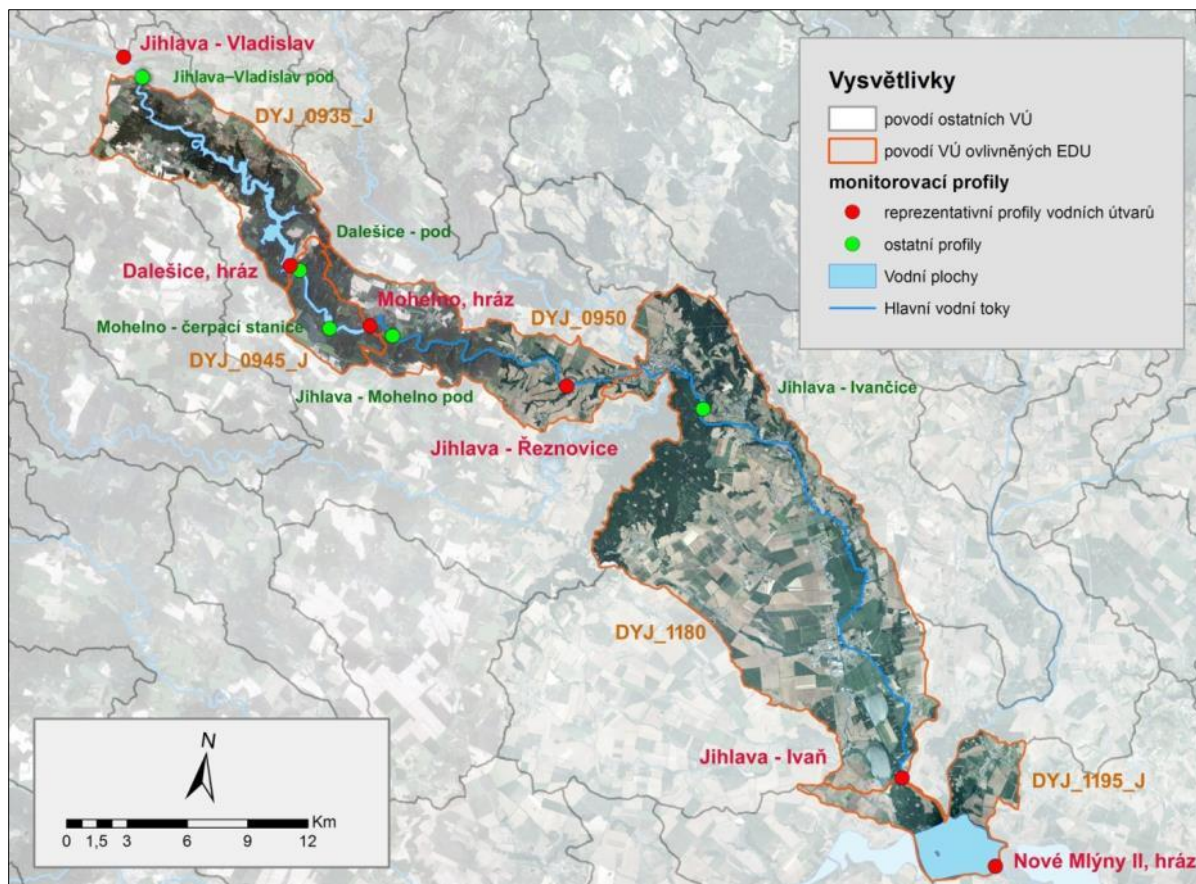 Jihlava - Vladislav
Jihlava-Vladislav pod
DYJ_0935_J
Dalešice - pod
Dalešice, hráz
Mohelno, hráz
Mohelno - čerpací stanice
DYJ_0950
DYJ_0945_J
Jihlava - Mohelno pod
Jihlava - Ivančice
Jihlava - Řeznovice
DYJ_1180
Jihlava - Ivaň
DYJ_1195_J
Nové Mlýny II, hráz
Vysvětlivky
povodí ostatních VÚ
povodí VÚ ovlivněných EDU
monitorovací profily
reprezentativní profily vodních útvarů
ostatní profily
Vodní plochy
Hlavní vodní toky
N
Km
0 1,5 3 6 9 12